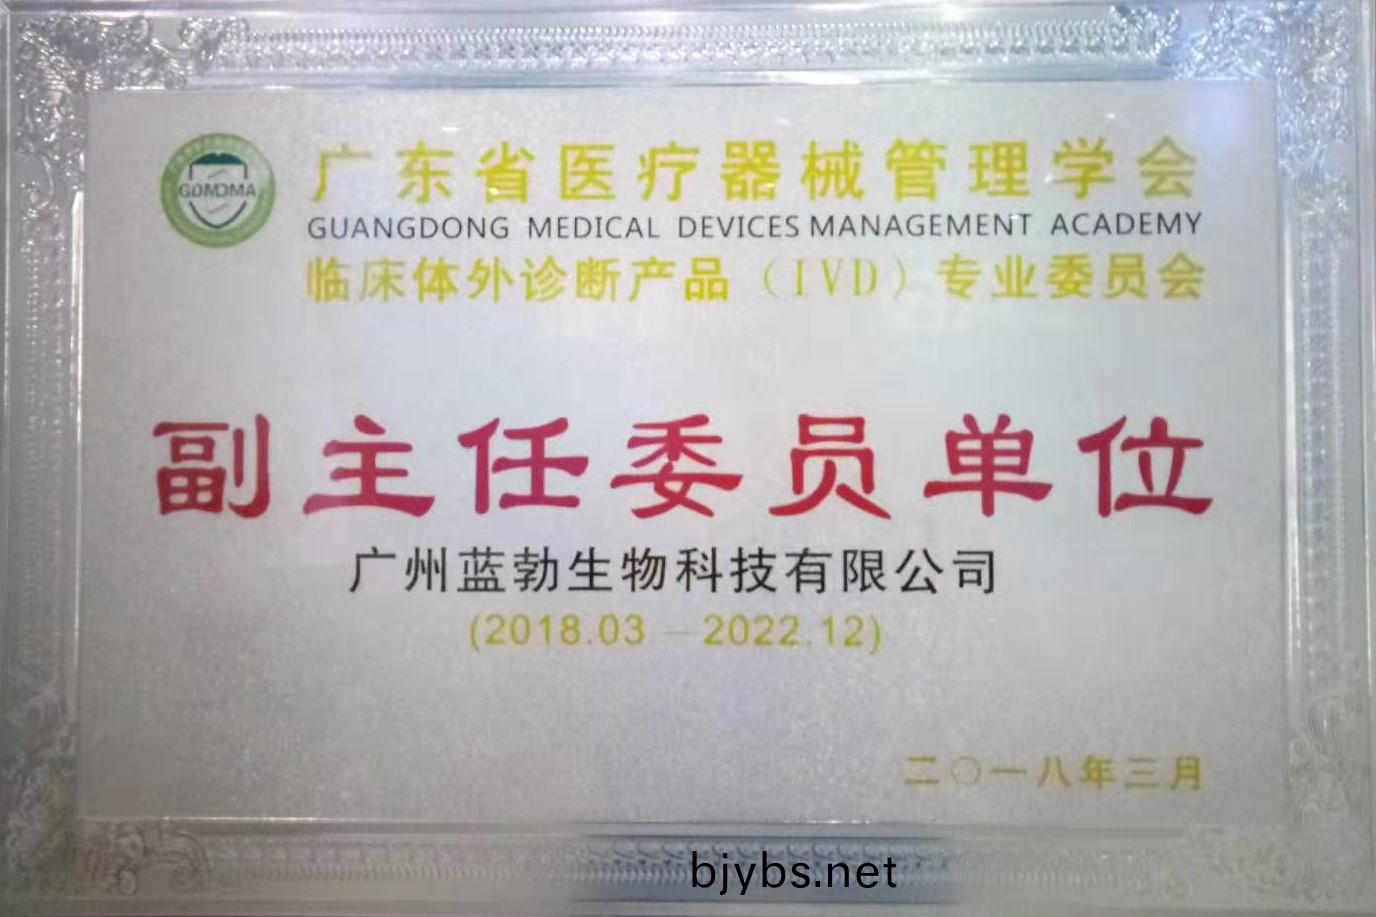 GDMDMA
广东省医疗器械管理学会
GUANGDONG MEDICAL DEVICES MANAGEMENT ACADEMY
临床体外诊断产品（IVD）专业委员会
副主任委员单位
广州蓝勃生物科技有限公司
(2018.03 — 2022.12)
二〇一八年三月
bjybs.net